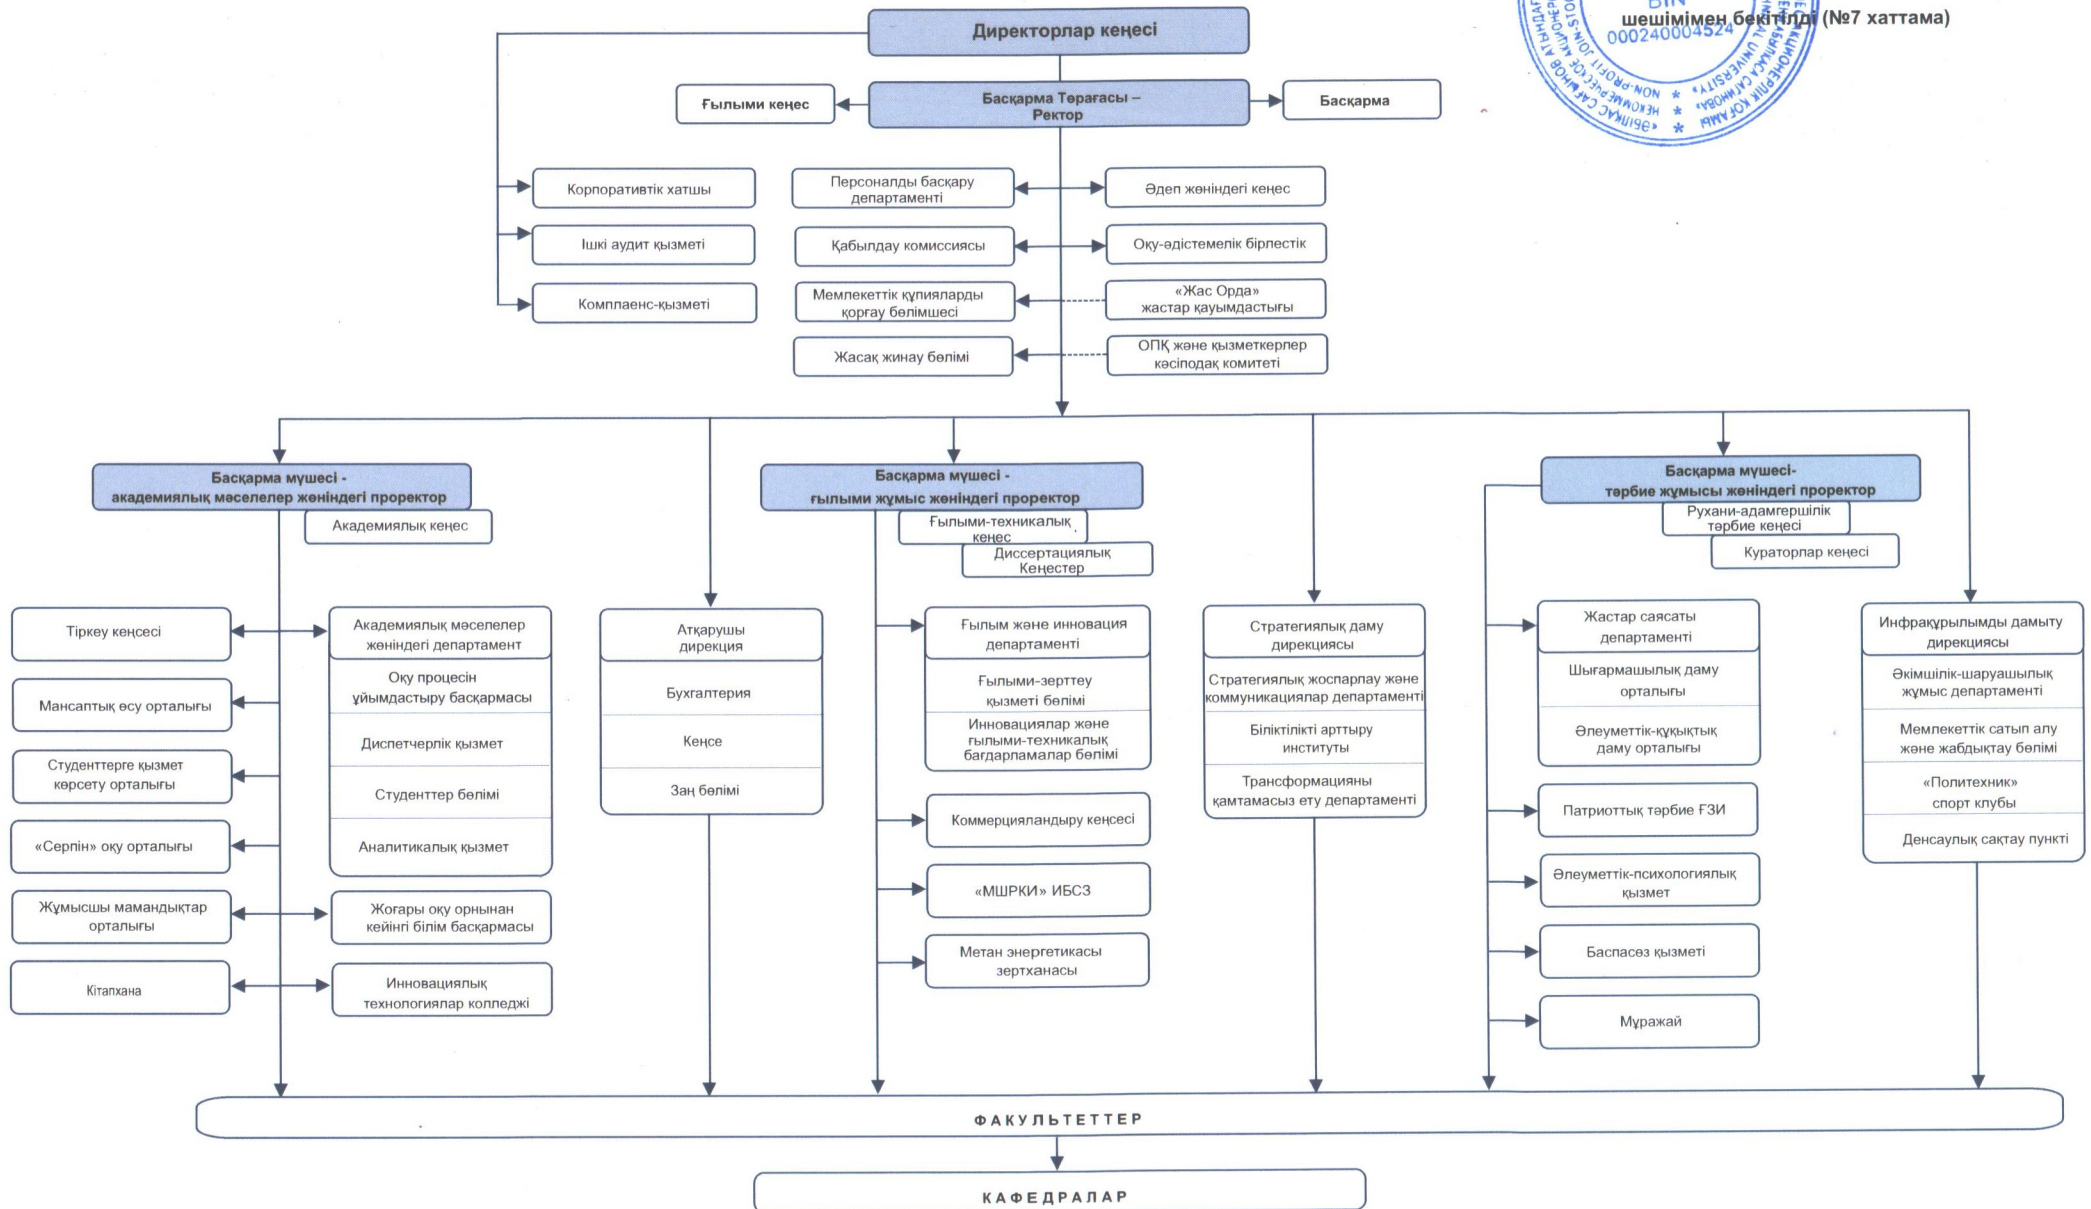 шешімімен бекітілді (№7 хаттама)
BIN
000240004524
NON-PROFIT JOIN-STOC
Директорлар кеңесі
Ғылыми кеңес
Басқарма Төрағасы –
Ректор
Басқарма
Корпоративтік хатшы
Персоналды басқару
департаменті
Әдеп жөніндегі кеңес
Ішкі аудит қызметі
Қабылдау комиссиясы
Оқу-әдістемелік бірлестік
Комплаенс-қызметі
Мемлекеттік құпияларды
қорғау бөлімшесі
«Жас Орда»
жастар қауымдастығы
Жасақ жинау бөлімі
ОПҚ және қызметкерлер
кәсіподақ комитеті
Басқарма мүшесі -
академиялық мәселелер жөніндегі проректор
Академиялық кеңес
Басқарма мүшесі -
ғылыми жұмыс жөніндегі проректор
Ғылыми-техникалық
кеңес
Диссертациялық
Кеңестер
Басқарма мүшесі-
тәрбие жұмысы жөніндегі проректор
Рухани-адамгершілік
тәрбие кеңесі
Кураторлар кеңесі
Тіркеу кеңсесі
Мансаптық өсу орталығы
Студенттерге қызмет
көрсету орталығы
«Серпін» оқу орталығы
Жұмысшы мамандықтар
орталығы
Кітапхана
Академиялық мәселелер
жөніндегі департамент
Оқу процесін
ұйымдастыру басқармасы
Диспетчерлік қызмет
Студенттер бөлімі
Аналитикалық қызмет
Жоғары оқу орнынан
кейінгі білім басқармасы
Инновациялық
технологиялар колледжі
Атқарушы
дирекция
Бухгалтерия
Кеңсе
Заң бөлімі
Ғылым және инновация
департаменті
Ғылыми-зерттеу
қызметі бөлімі
Инновациялар және
ғылыми-техникалық
бағдарламалар бөлімі
Коммерцияландыру кеңсесі
«МШРКИ» ИБСЗ
Метан энергетикасы
зертханасы
Стратегиялық даму
дирекциясы
Стратегиялық жоспарлау және
коммуникациялар департаменті
Біліктілікті арттыру
институты
Трансформацияны
қамтамасыз ету департаменті
Жастар саясаты
департаменті
Шығармашылық даму
орталығы
Әлеуметтік-құқықтық
даму орталығы
Патриоттық тәрбие ҒЗИ
Әлеуметтік-психологиялық
қызмет
Баспасөз қызметі
Мұражай
Инфрақұрылымды дамыту
дирекциясы
Әкімшілік-шаруашылық
жұмыс департаменті
Мемлекеттік сатып алу
және жабдықтау бөлімі
«Политехник»
спорт клубы
Денсаулық сақтау пункті
ФАКУЛЬТЕТТЕР
КАФЕДРАЛАР